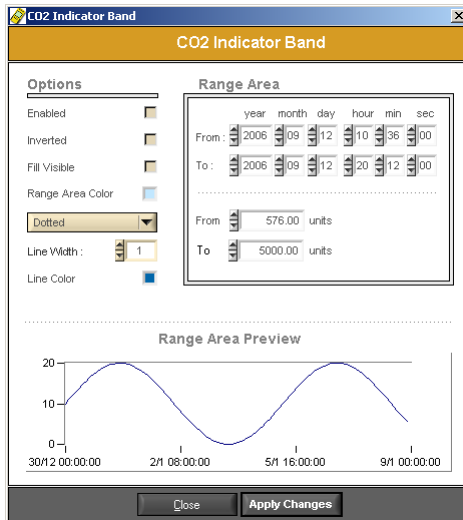 CO2 Indicator Band
CO2 Indicator Band
Options
Enabled
Inverted
Fill Visible
Range Area Color
Dotted
Line Width : 1
Line Color
Range Area
year month day hour min sec
From : 2006 09 12 10 36 00
To : 2006 09 12 20 12 00
From 576.00 units
To 5000.00 units
Range Area Preview
20
10
0
30/12 00:00:00 2/1 08:00:00 5/1 16:00:00 9/1 00:00:00
Close Apply Changes